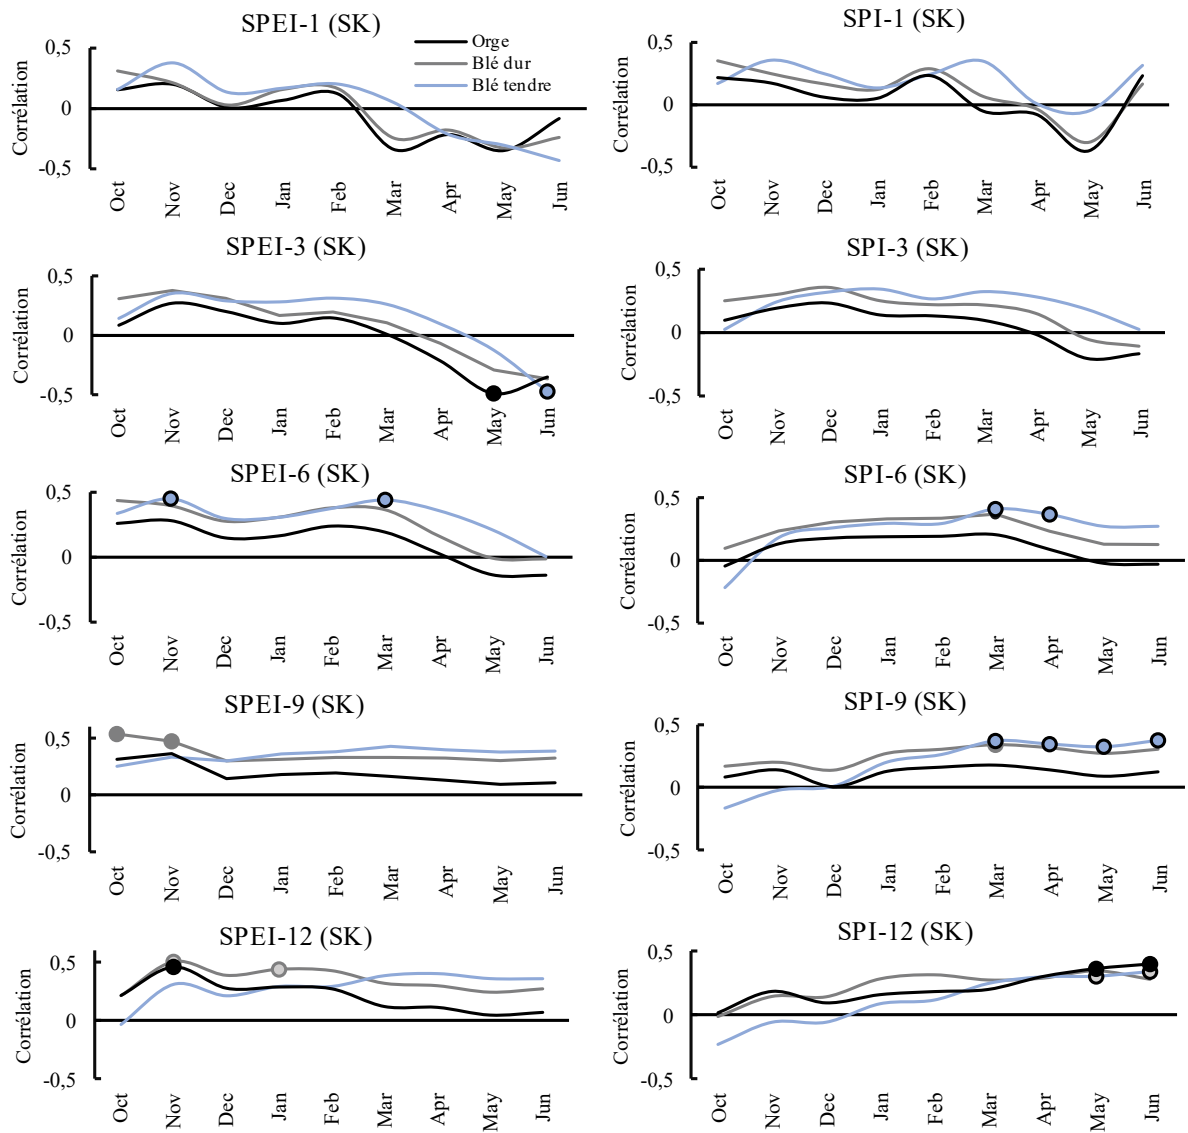 SPEI-1 (SK)
Orge
Blé dur
Blé tendre
Corrélation
0,5
0
-0,5
Oct Nov Dec Jan Feb Mar Apr May Jun
SPI-1 (SK)
Corrélation
0,5
0
-0,5
Oct Nov Dec Jan Feb Mar Apr May Jun
SPEI-3 (SK)
Corrélation
0,5
0
-0,5
Oct Nov Dec Jan Feb Mar Apr May Jun
SPI-3 (SK)
Corrélation
0,5
0
-0,5
Oct Nov Dec Jan Feb Mar Apr May Jun
SPEI-6 (SK)
Corrélation
0,5
0
-0,5
Oct Nov Dec Jan Feb Mar Apr May Jun
SPI-6 (SK)
Corrélation
0,5
0
-0,5
Oct Nov Dec Jan Feb Mar Apr May Jun
SPEI-9 (SK)
Corrélation
0,5
0
-0,5
Oct Nov Dec Jan Feb Mar Apr May Jun
SPI-9 (SK)
Corrélation
0,5
0
-0,5
Oct Nov Dec Jan Feb Mar Apr May Jun
SPEI-12 (SK)
Corrélation
0,5
0
-0,5
Oct Nov Dec Jan Feb Mar Apr May Jun
SPI-12 (SK)
Corrélation
0,5
0
-0,5
Oct Nov Dec Jan Feb Mar Apr May Jun